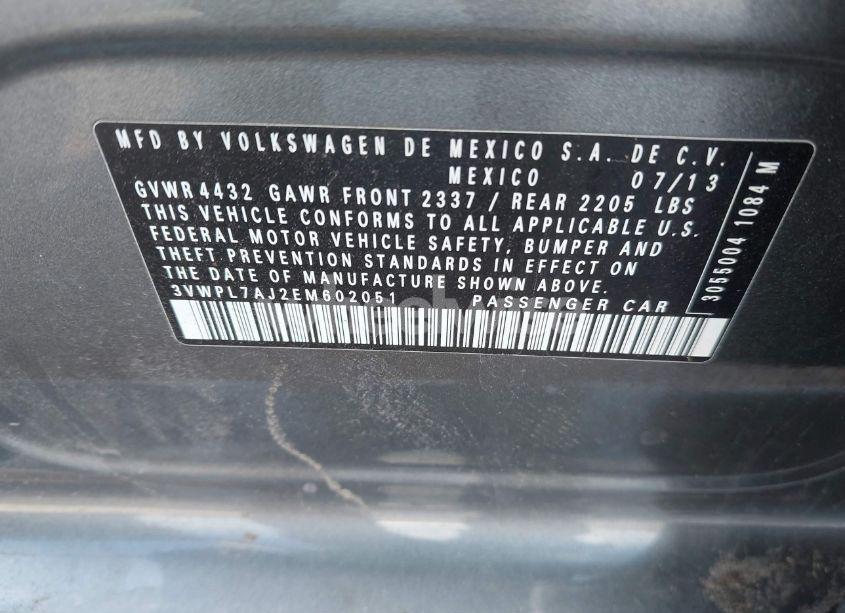 MFD BY VOLKSWAGEN DE MEXICO S.A. DE C.V.
MEXICO 07/13
GVWR 4432 GAWR FRONT 2337 / REAR 2205 LBS
THIS VEHICLE CONFORMS TO ALL APPLICABLE U.S.
FEDERAL MOTOR VEHICLE SAFETY, BUMPER AND
THEFT PREVENTION STANDARDS IN EFFECT ON
THE DATE OF MANUFACTURE SHOWN ABOVE.
3VWPL7AJ2EM602051 PASSENGER CAR
3055004 1084 M